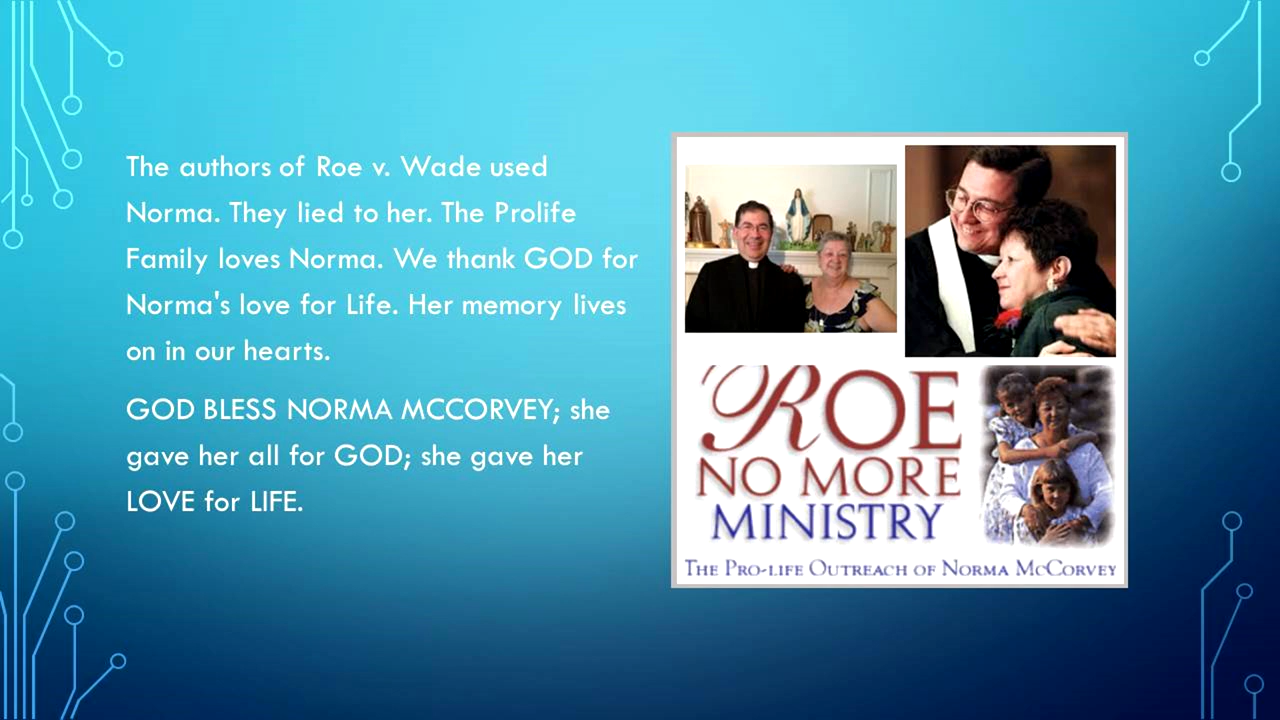 The authors of Roe v. Wade used
Norma. They lied to her. The Prolife
Family loves Norma. We thank GOD for
Norma's love for Life. Her memory lives
on in our hearts.
GOD BLESS NORMA MCCORVEY; she
gave her all for GOD; she gave her
LOVE for LIFE.
ROE
NO MORE
MINISTRY
THE PRO-LIFE OUTREACH OF NORMA MCCORVEY